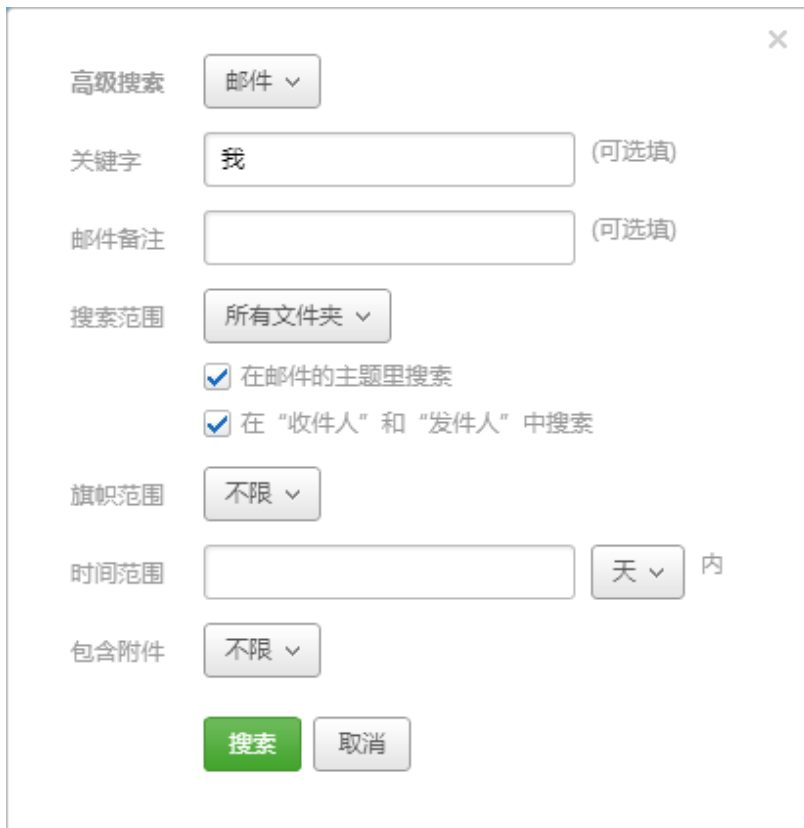 高级搜索 邮件
关键字 我 (可选填)
邮件备注 (可选填)
搜索范围 所有文件夹
在邮件的主题里搜索
在“收件人”和“发件人”中搜索
旗帜范围 不限
时间范围 天 内
包含附件 不限
搜索 取消